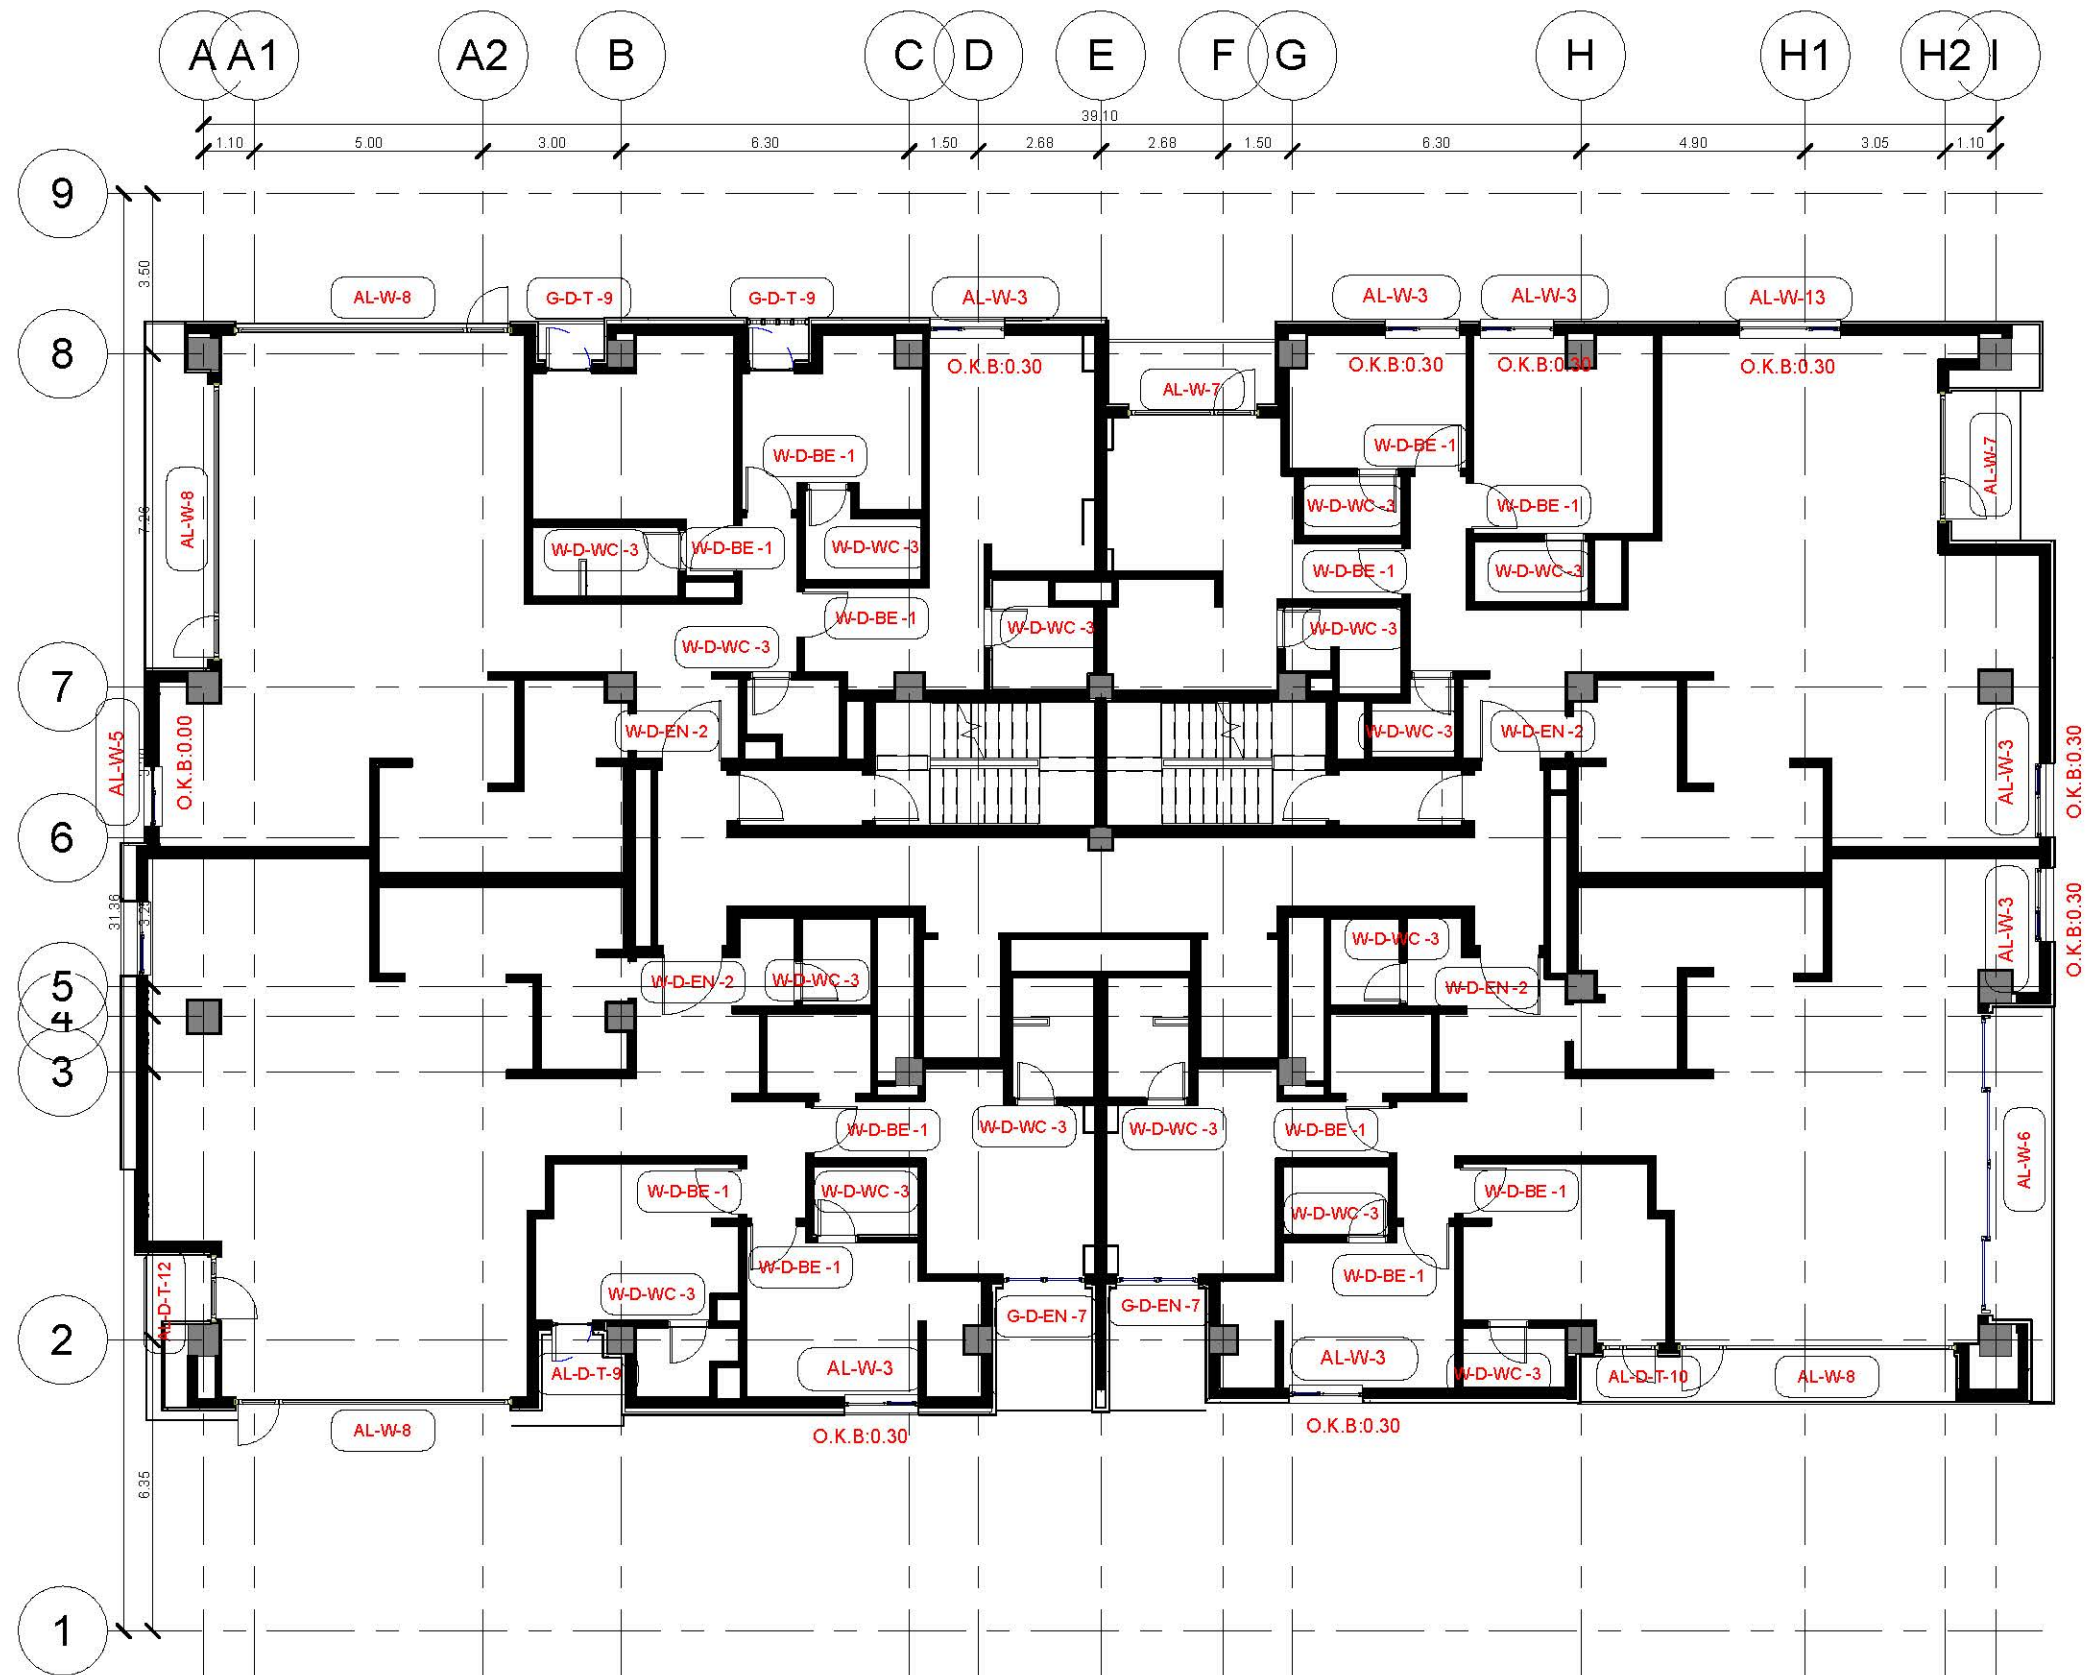 A A1 A2 B C D E F G H H1 H2 I
39.10
1.10 5.00 3.00 6.30 1.50 2.68 2.68 1.50 6.30 4.90 3.05 1.10
9
3.50
AL-W-8 G-D-T -9 G-D-T -9 AL-W-3 AL-W-3 AL-W-3 AL-W-13
8
O.K.B:0.30 O.K.B:0.30 O.K.B:0.30 O.K.B:0.30
AL-W-7
W-D-BE -1 W-D-BE -1
AL-W-8 AL-W-7
7.26
W-D-WC -3 W-D-BE -1
W-D-WC -3 W-D-BE -1 W-D-WC -3
W-D-BE -1 W-D-WC -3
W-D-BE -1 W-D-WC -3 W-D-WC -3
W-D-WC -3
7
W-D-EN -2 W-D-WC -3 W-D-EN -2
AL-W-5 O.K.B:0.00 AL-W-3 O.K.B:0.30
6
31.36
AL-W-3 O.K.B:0.30
W-D-WC -3
5
W-D-EN -2 W-D-WC -3 W-D-EN -2
4
3
W-D-BE -1 W-D-WC -3 W-D-WC -3 W-D-BE -1
AL-W-6
W-D-BE -1 W-D-WC -3 W-D-BE -1
W-D-WC -3
W-D-BE -1 W-D-BE -1
AL-D-T-12
W-D-WC -3 G-D-EN -7 G-D-EN -7
2
AL-D-T-9 AL-W-3 AL-W-3 W-D-WC -3 AL-D-T-10 AL-W-8
AL-W-8 O.K.B:0.30 O.K.B:0.30
6.35
1